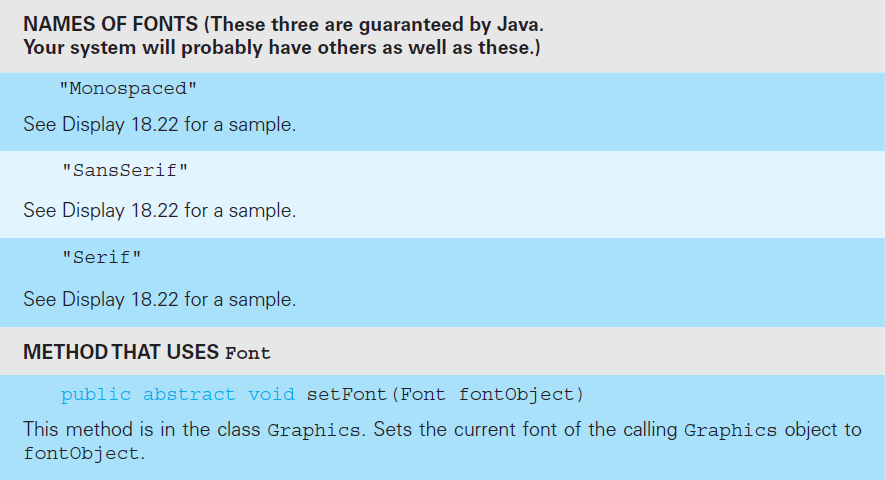 NAMES OF FONTS (These three are guaranteed by Java.
Your system will probably have others as well as these.)
"Monospaced"
See Display 18.22 for a sample.
"SansSerif"
See Display 18.22 for a sample.
"Serif"
See Display 18.22 for a sample.
METHOD THAT USES Font
public abstract void setFont(Font fontObject)
This method is in the class Graphics. Sets the current font of the calling Graphics object to
fontObject.